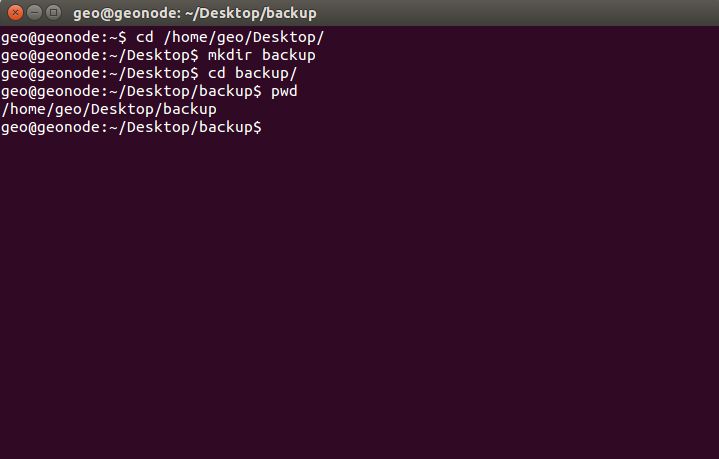 geo@geonode: ~/Desktop/backup
geo@geonode:~$ cd /home/geo/Desktop/
geo@geonode:~/Desktop$ mkdir backup
geo@geonode:~/Desktop$ cd backup/
geo@geonode:~/Desktop/backup$ pwd
/home/geo/Desktop/backup
geo@geonode:~/Desktop/backup$